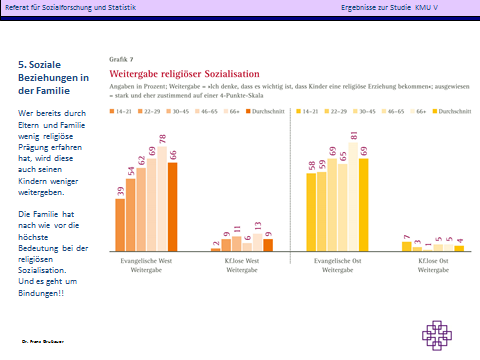 Referat für Sozialforschung und Statistik
Ergebnisse zur Studie KMU V
5. Soziale
Beziehungen in
der Familie
Wer bereits durch
Eltern und Familie
wenig religiöse
Prägung erfahren
hat, wird diese
auch seinen
Kindern weniger
weitergeben.
Die Familie hat
nach wie vor die
höchste
Bedeutung bei der
religiösen
Sozialisation.
Und es geht um
Bindungen!!
Grafik 7
Weitergabe religiöser Sozialisation
Angaben in Prozent; Weitergabe = «Ich denke, dass es wichtig ist, dass Kinder eine religiöse Erziehung bekommen»; ausgewiesen
= stark und eher zustimmend auf einer 4-Punkte-Skala
14–21 22–29 30–45 46–65 66+ Durchschnitt
14–21 22–29 30–45 46–65 66+ Durchschnitt
39 54 62 69 78 66
2 9 11 6 13 9
58 59 69 65 81 69
7 3 1 5 5 4
Evangelische West
Weitergabe
Kf.lose West
Weitergabe
Evangelische Ost
Weitergabe
Kf.lose Ost
Weitergabe
Dr. Franz Grubauer